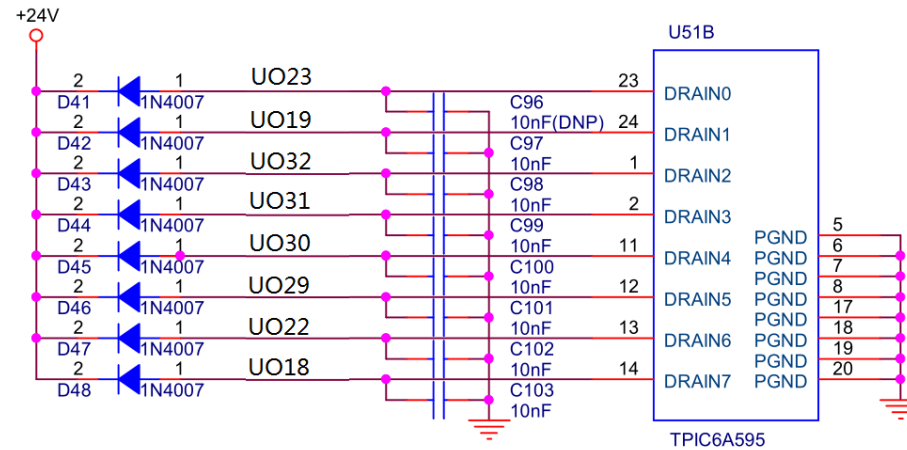 +24V
U51B
2 1 UO23 23 DRAIN0
D41 1N4007 C96
10nF(DNP)
2 1 UO19 24 DRAIN1
D42 1N4007 C97
10nF
2 1 UO32 1 DRAIN2
D43 1N4007 C98
10nF
2 1 UO31 2 DRAIN3
D44 1N4007 C99
10nF
5 PGND
2 1 UO30 11 DRAIN4
D45 1N4007 C100
10nF
6 PGND
7 PGND
2 1 UO29 12 DRAIN5
D46 1N4007 C101
10nF
8 PGND
17 PGND
2 1 UO22 13 DRAIN6
D47 1N4007 C102
10nF
18 PGND
19 PGND
2 1 UO18 14 DRAIN7
D48 1N4007 C103
10nF
20 PGND
TPIC6A595